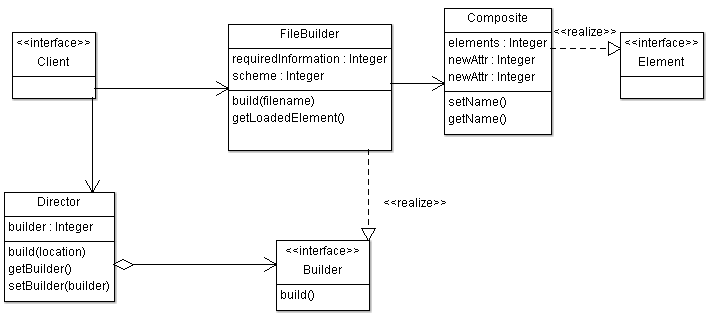 <<interface>>
Client
FileBuilder
requiredInformation : Integer
scheme : Integer
build(filename)
getLoadedElement()
Composite
elements : Integer
newAttr : Integer
newAttr : Integer
setName()
getName()
<<realize>>
<<interface>>
Element
<<realize>>
Director
builder : Integer
build(location)
getBuilder()
setBuilder(builder)
<<interface>>
Builder
build()